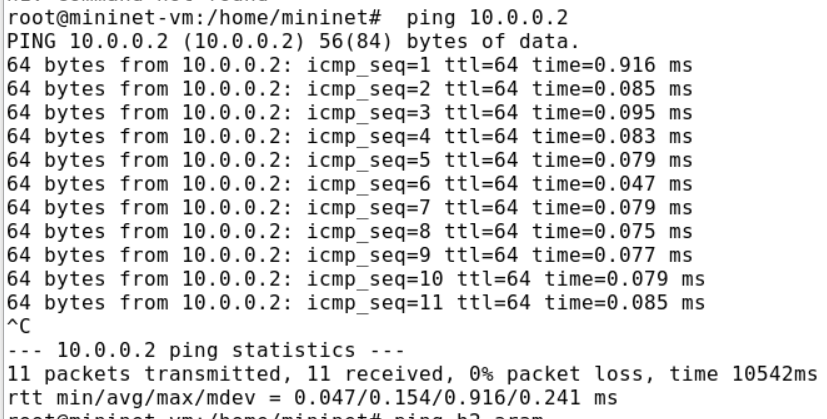 root@mininet-vm:/home/mininet#  ping 10.0.0.2
PING 10.0.0.2 (10.0.0.2) 56(84) bytes of data.
64 bytes from 10.0.0.2: icmp_seq=1 ttl=64 time=0.916 ms
64 bytes from 10.0.0.2: icmp_seq=2 ttl=64 time=0.085 ms
64 bytes from 10.0.0.2: icmp_seq=3 ttl=64 time=0.095 ms
64 bytes from 10.0.0.2: icmp_seq=4 ttl=64 time=0.083 ms
64 bytes from 10.0.0.2: icmp_seq=5 ttl=64 time=0.079 ms
64 bytes from 10.0.0.2: icmp_seq=6 ttl=64 time=0.047 ms
64 bytes from 10.0.0.2: icmp_seq=7 ttl=64 time=0.079 ms
64 bytes from 10.0.0.2: icmp_seq=8 ttl=64 time=0.075 ms
64 bytes from 10.0.0.2: icmp_seq=9 ttl=64 time=0.077 ms
64 bytes from 10.0.0.2: icmp_seq=10 ttl=64 time=0.079 ms
64 bytes from 10.0.0.2: icmp_seq=11 ttl=64 time=0.085 ms
^C
--- 10.0.0.2 ping statistics ---
11 packets transmitted, 11 received, 0% packet loss, time 10542ms
rtt min/avg/max/mdev = 0.047/0.154/0.916/0.241 ms
root@mininet-vm:/home/mininet# ping